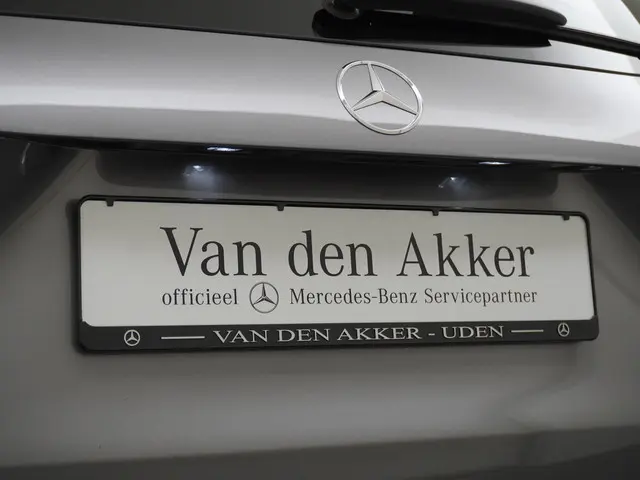 Van den Akker
officieel Mercedes-Benz Servicepartner
VAN DEN AKKER - UDEN